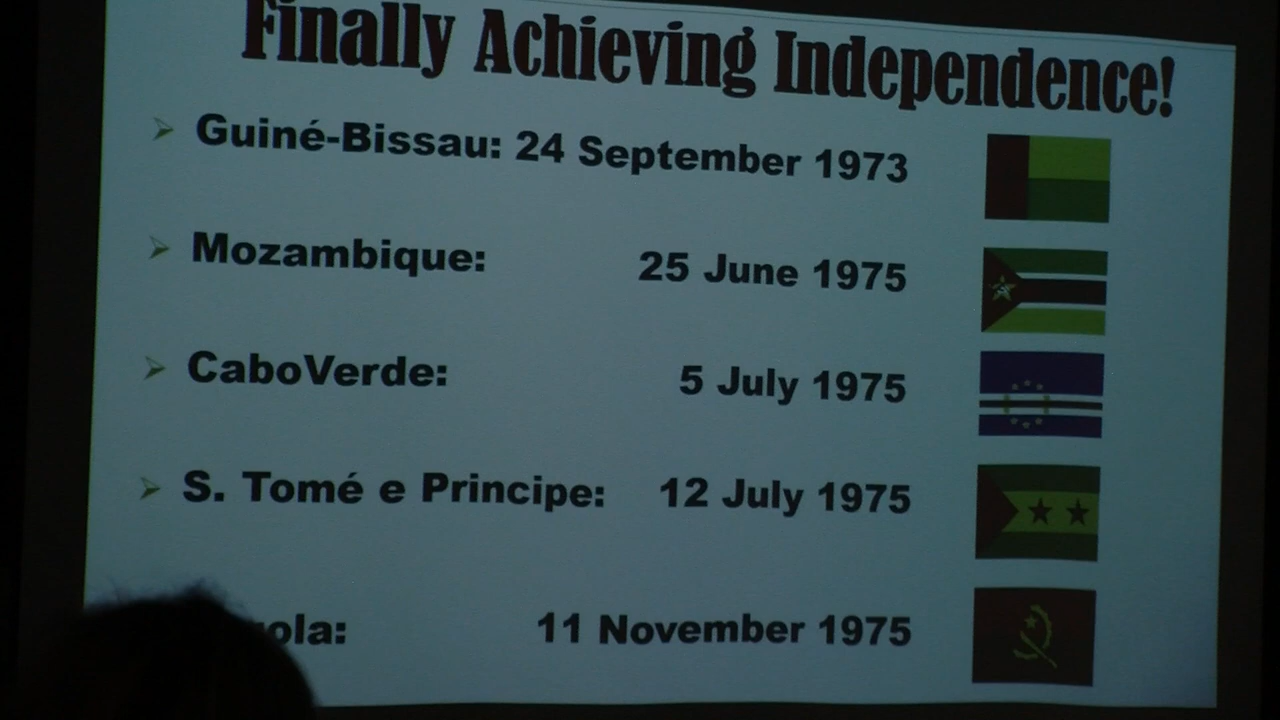 Finally Achieving Independence!
Guiné-Bissau: 24 September 1973
Mozambique: 25 June 1975
CaboVerde: 5 July 1975
S. Tomé e Principe: 12 July 1975
11 November 1975